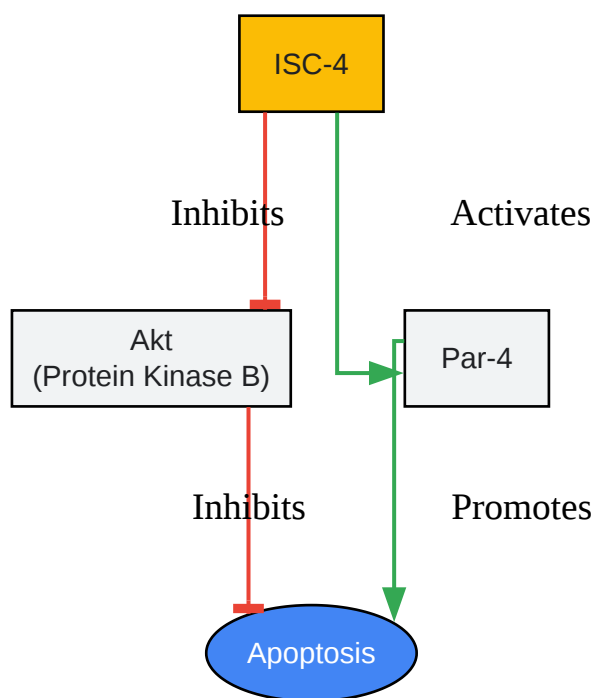 ISC-4
Inhibits
Activates
Akt
(Protein Kinase B)
Par-4
Inhibits
Promotes
Apoptosis